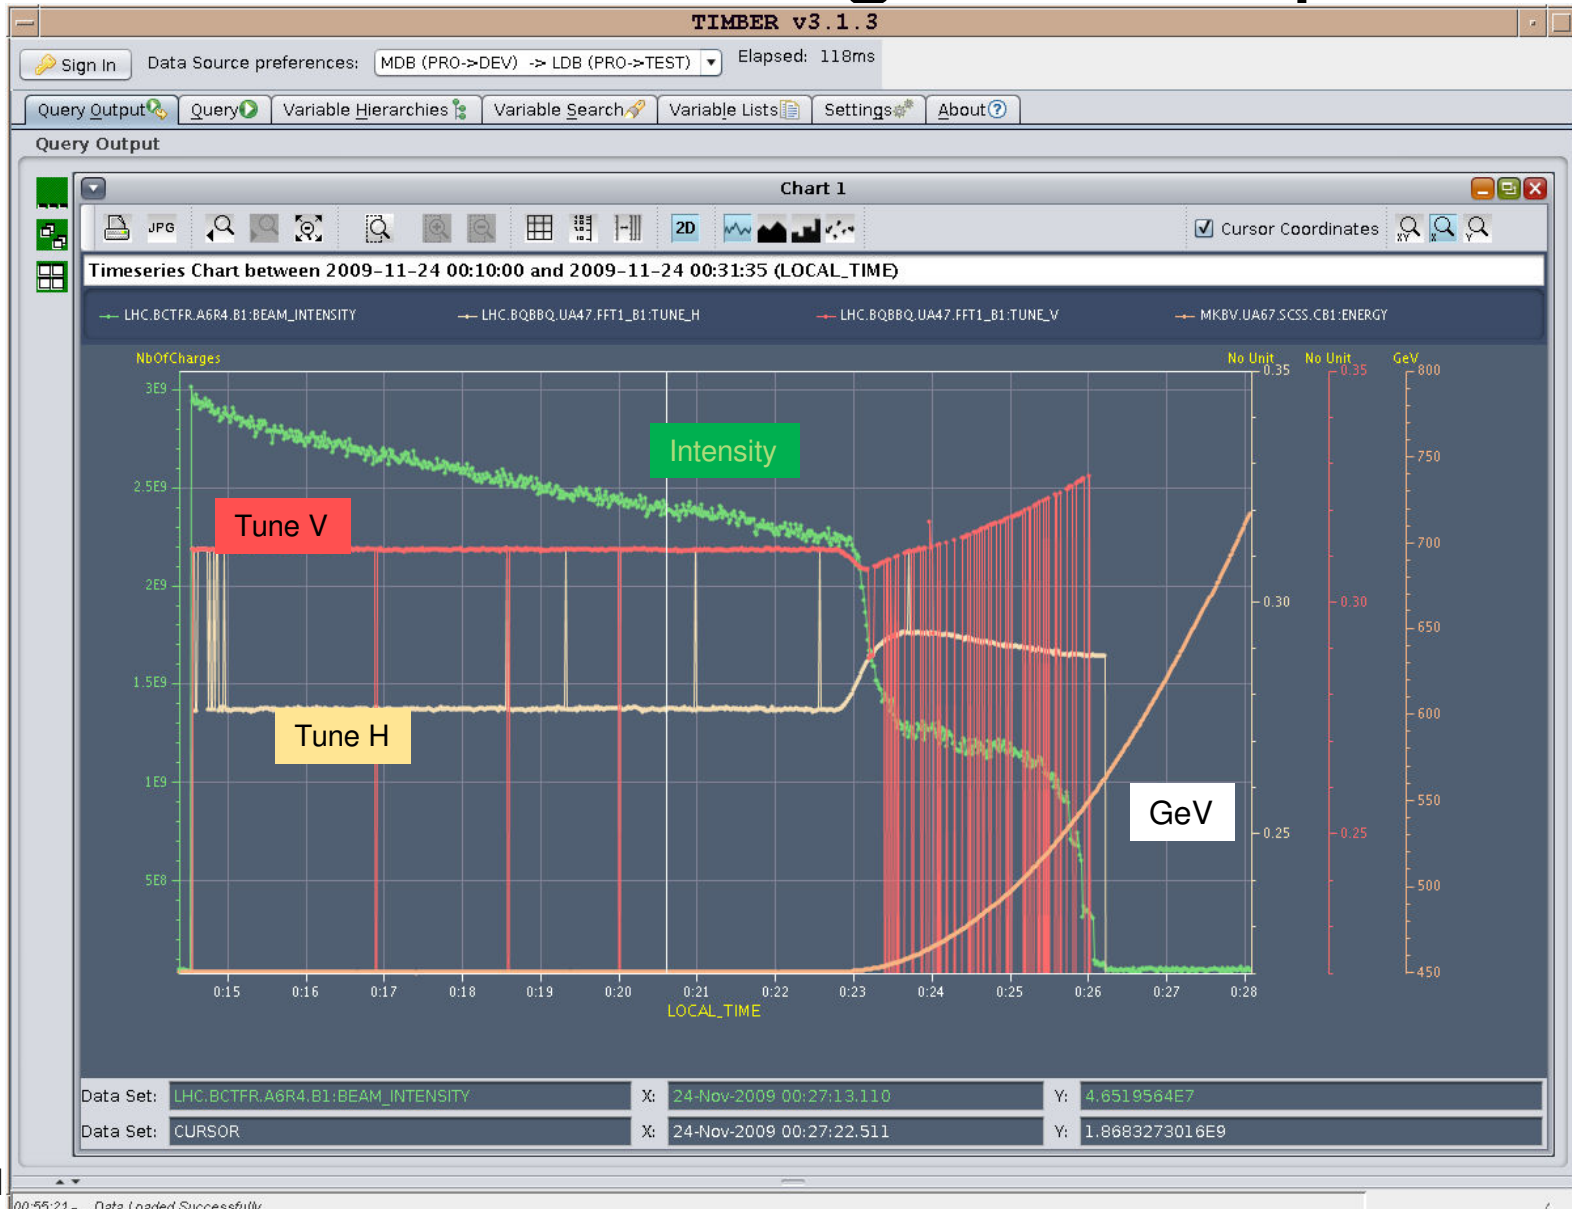 TIMBER v3.1.3
Sign In Data Source preferences: MDB (PRO->DEV) -> LDB (PRO->TEST) Elapsed: 118ms
Query Output Query Variable Hierarchies Variable Search Variable Lists Settings About
Query Output
Chart 1
JPG 2D Cursor Coordinates XY X Y
Timeseries Chart between 2009-11-24 00:10:00 and 2009-11-24 00:31:35 (LOCAL_TIME)
LHC.BCTFR.A6R4.B1:BEAM_INTENSITY LHC.BQBBQ.UA47.FFT1_B1:TUNE_H LHC.BQBBQ.UA47.FFT1_B1:TUNE_V MKBV.UA67.SCSS.CB1:ENERGY
NbOfCharges No Unit No Unit GeV
3E9 0.35 0.35 800
Intensity
750
2.5E9
Tune V
700
2E9 0.30 0.30
650
1.5E9
600
Tune H
1E9
GeV 550
0.25 0.25
5E8 500
450
0:15 0:16 0:17 0:18 0:19 0:20 0:21 0:22 0:23 0:24 0:25 0:26 0:27 0:28
LOCAL_TIME
Data Set: LHC.BCTFR.A6R4.B1:BEAM_INTENSITY X: 24-Nov-2009 00:27:13.110 Y: 4.6519564E7
Data Set: CURSOR X: 24-Nov-2009 00:27:22.511 Y: 1.8683273016E9
00:55:21 - Data Loaded Successfully